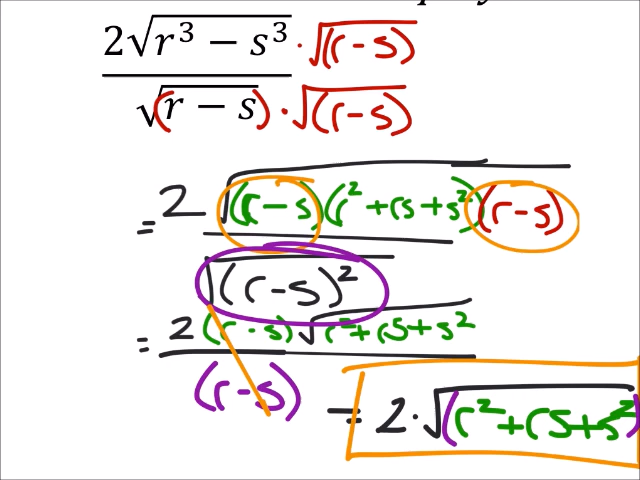 2√(r³ − s³) · √((r−s)
√(r − s) · √((r−s)
= 2 √((r−s)(r²+rs+s²)(r−s)
√(r−s)²
= 2 (r−s) √r²+rs+s²
(r−s)
= 2·√(r²+rs+s²)